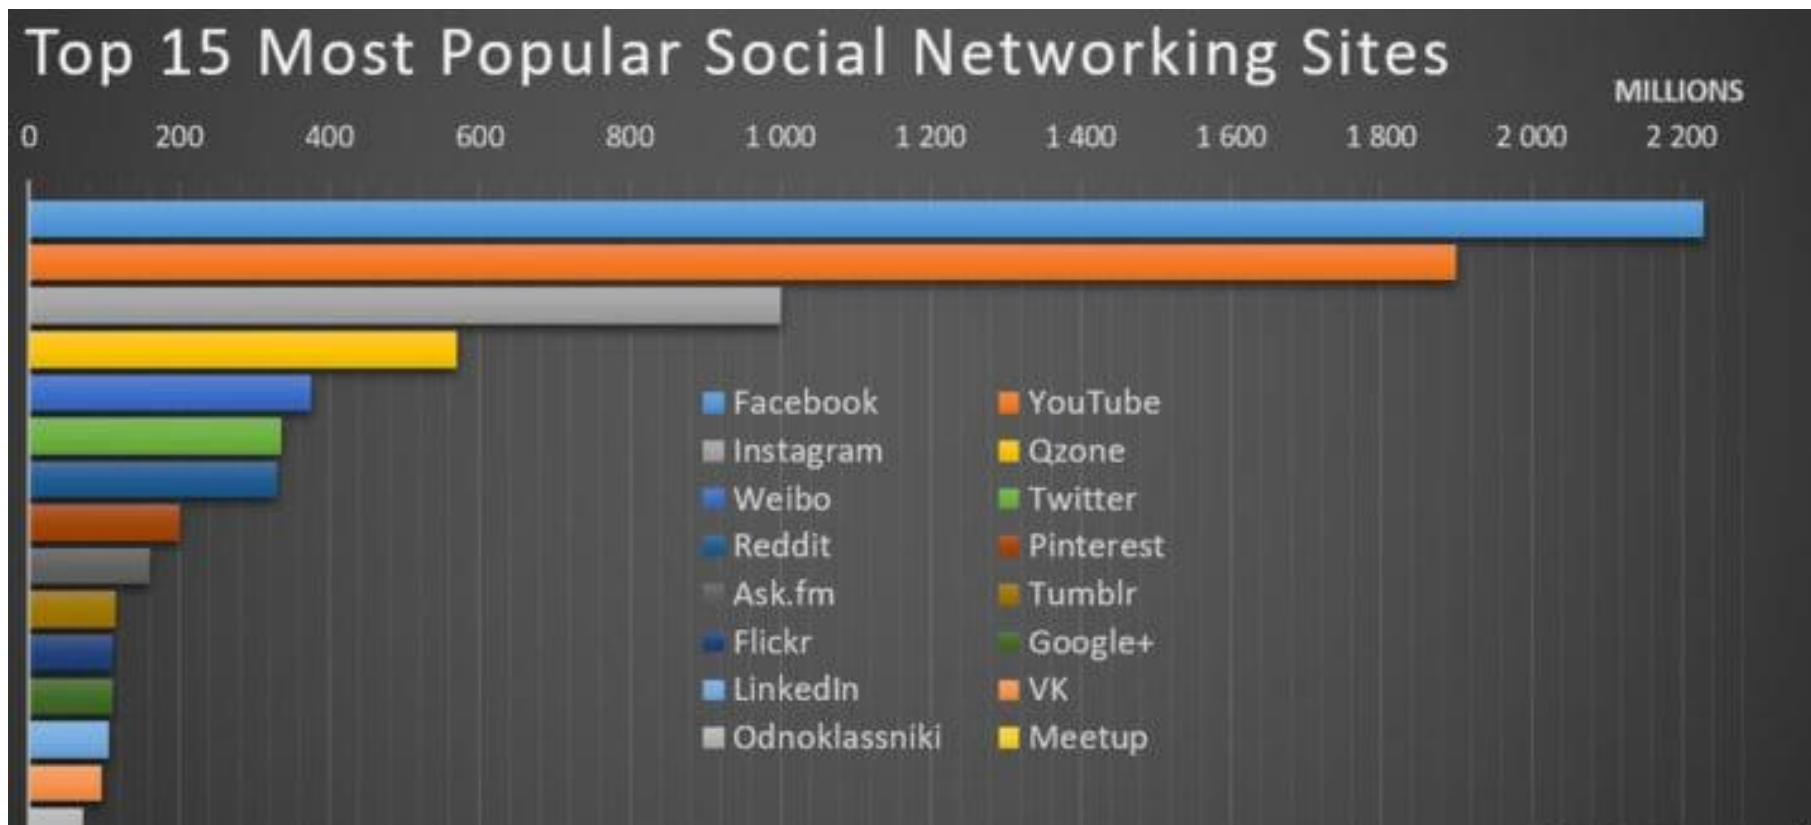 Top 15 Most Popular Social Networking Sites
MILLIONS
0 200 400 600 800 1 000 1 200 1 400 1 600 1 800 2 000 2 200
Facebook YouTube
Instagram Qzone
Weibo Twitter
Reddit Pinterest
Ask.fm Tumblr
Flickr Google+
LinkedIn VK
Odnoklassniki Meetup